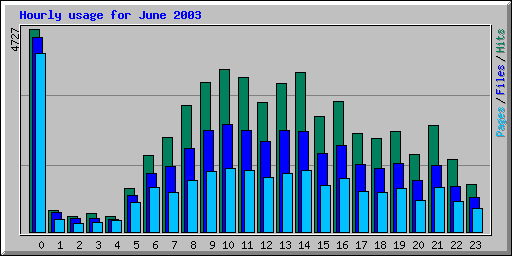 Hourly usage for June 2003
4727
Pages/Files/Hits
0 1 2 3 4 5 6 7 8 9 10 11 12 13 14 15 16 17 18 19 20 21 22 23